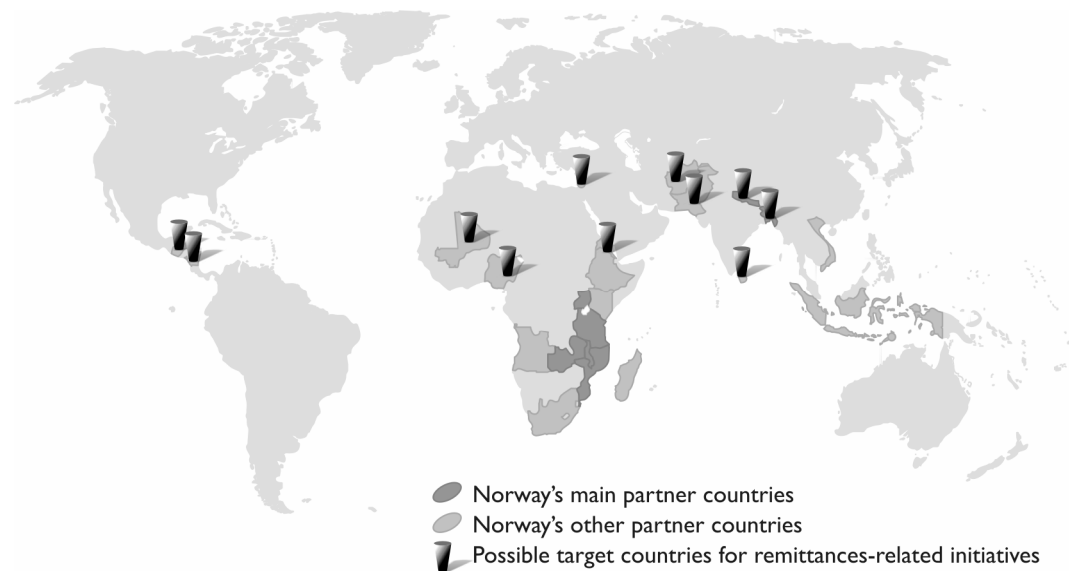 Norway’s main partner countries
Norway’s other partner countries
Possible target countries for remittances-related initiatives